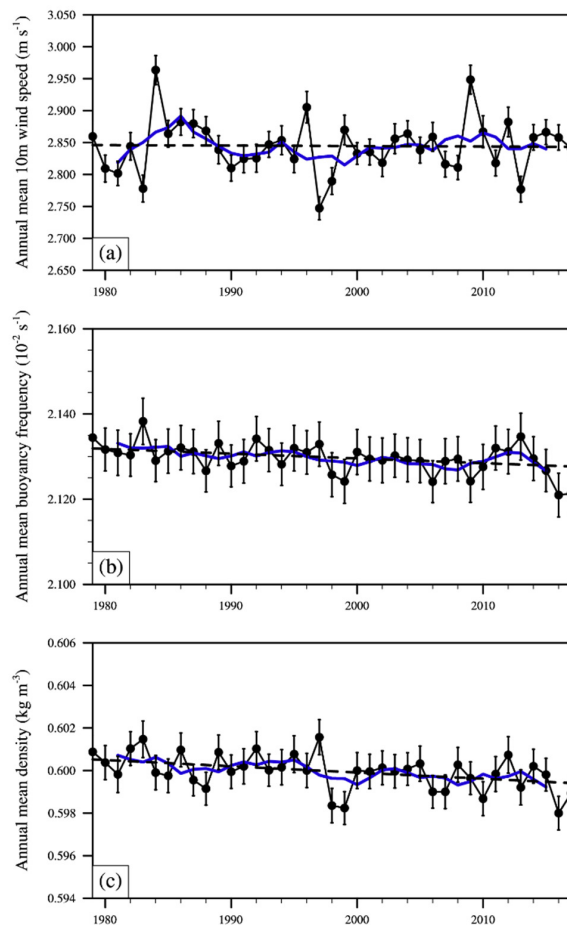 Annual mean 10m wind speed (m s⁻¹)
3.050
3.000
2.950
2.900
2.850
2.800
2.750
2.700
2.650
(a)
1980 1990 2000 2010
Annual mean buoyancy frequency (10⁻² s⁻¹)
2.160
2.140
2.120
2.100
(b)
1980 1990 2000 2010
Annual mean density (kg m⁻³)
0.606
0.604
0.602
0.600
0.598
0.596
0.594
(c)
1980 1990 2000 2010